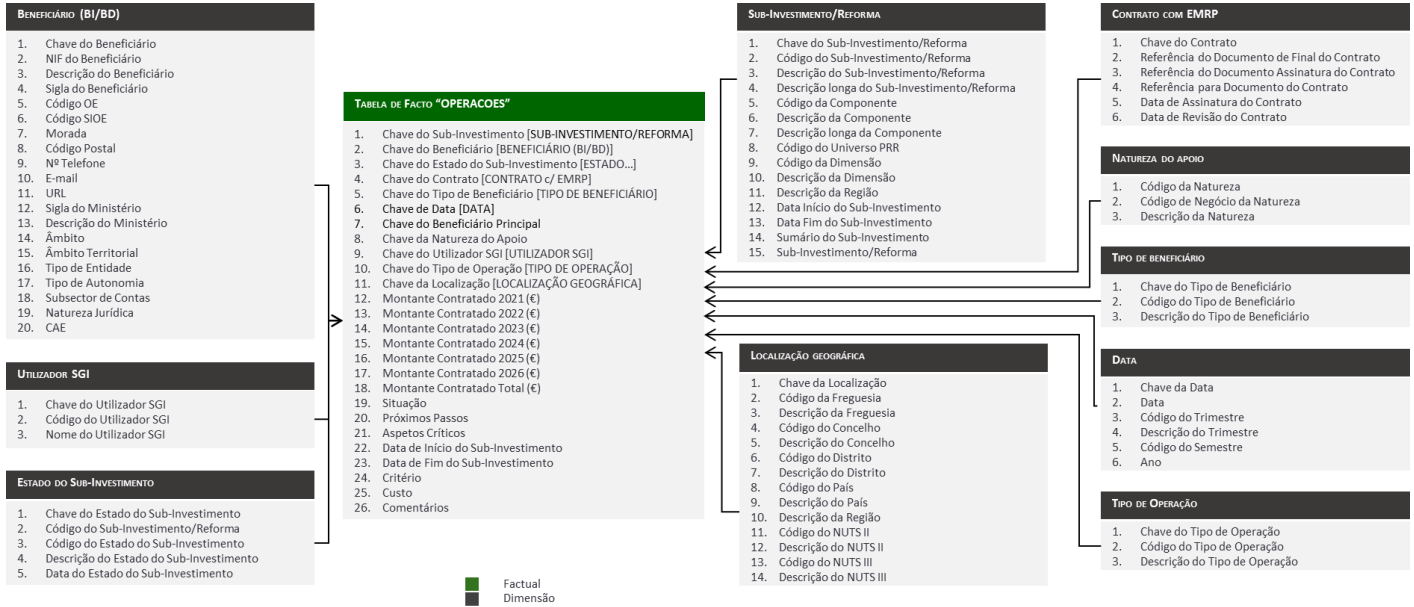 Beneficiário (BI/BD)
1. Chave do Beneficiário
2. NIF do Beneficiário
3. Descrição do Beneficiário
4. Sigla do Beneficiário
5. Código OE
6. Código SIOE
7. Morada
8. Código Postal
9. Nº Telefone
10. E-mail
11. URL
12. Sigla do Ministério
13. Descrição do Ministério
14. Âmbito
15. Âmbito Territorial
16. Tipo de Entidade
17. Tipo de Autonomia
18. Subsector de Contas
19. Natureza Jurídica
20. CAE
Utilizador SGI
1. Chave do Utilizador SGI
2. Código do Utilizador SGI
3. Nome do Utilizador SGI
Estado do Sub-Investimento
1. Chave do Estado do Sub-Investimento
2. Código do Sub-Investimento/Reforma
3. Código do Estado do Sub-Investimento
4. Descrição do Estado do Sub-Investimento
5. Data do Estado do Sub-Investimento
Tabela de Facto “OPERACOES”
1. Chave do Sub-Investimento [SUB-INVESTIMENTO/REFORMA]
2. Chave do Beneficiário [BENEFICIÁRIO (BI/BD)]
3. Chave do Estado do Sub-Investimento [ESTADO...]
4. Chave do Contrato [CONTRATO c/ EMRP]
5. Chave do Tipo de Beneficiário [TIPO DE BENEFICIÁRIO]
6. Chave de Data [DATA]
7. Chave do Beneficiário Principal
8. Chave da Natureza do Apoio
9. Chave do Utilizador SGI [UTILIZADOR SGI]
10. Chave do Tipo de Operação [TIPO DE OPERAÇÃO]
11. Chave da Localização [LOCALIZAÇÃO GEOGRÁFICA]
12. Montante Contratado 2021 (€)
13. Montante Contratado 2022 (€)
14. Montante Contratado 2023 (€)
15. Montante Contratado 2024 (€)
16. Montante Contratado 2025 (€)
17. Montante Contratado 2026 (€)
18. Montante Contratado Total (€)
19. Situação
20. Próximos Passos
21. Aspetos Críticos
22. Data de Início do Sub-Investimento
23. Data de Fim do Sub-Investimento
24. Critério
25. Custo
26. Comentários
Sub-Investimento/Reforma
1. Chave do Sub-Investimento/Reforma
2. Código do Sub-Investimento/Reforma
3. Descrição do Sub-Investimento/Reforma
4. Descrição longa do Sub-Investimento/Reforma
5. Código da Componente
6. Descrição da Componente
7. Descrição longa da Componente
8. Código do Universo PRR
9. Código da Dimensão
10. Descrição da Dimensão
11. Descrição da Região
12. Data Início do Sub-Investimento
13. Data Fim do Sub-Investimento
14. Sumário do Sub-Investimento
15. Sub-Investimento/Reforma
Localização geográfica
1. Chave da Localização
2. Código da Freguesia
3. Descrição da Freguesia
4. Código do Concelho
5. Descrição do Concelho
6. Código do Distrito
7. Descrição do Distrito
8. Código do País
9. Descrição do País
10. Descrição da Região
11. Código do NUTS II
12. Descrição do NUTS II
13. Código do NUTS III
14. Descrição do NUTS III
Contrato com EMRP
1. Chave do Contrato
2. Referência do Documento de Final do Contrato
3. Referência do Documento Assinatura do Contrato
4. Referência para Documento do Contrato
5. Data de Assinatura do Contrato
6. Data de Revisão do Contrato
Natureza do apoio
1. Código da Natureza
2. Código de Negócio da Natureza
3. Descrição da Natureza
Tipo de beneficiário
1. Chave do Tipo de Beneficiário
2. Código do Tipo de Beneficiário
3. Descrição do Tipo de Beneficiário
Data
1. Chave da Data
2. Data
3. Código do Trimestre
4. Descrição do Trimestre
5. Código do Semestre
6. Ano
Tipo de Operação
1. Chave do Tipo de Operação
2. Código do Tipo de Operação
3. Descrição do Tipo de Operação
Factual
Dimensão